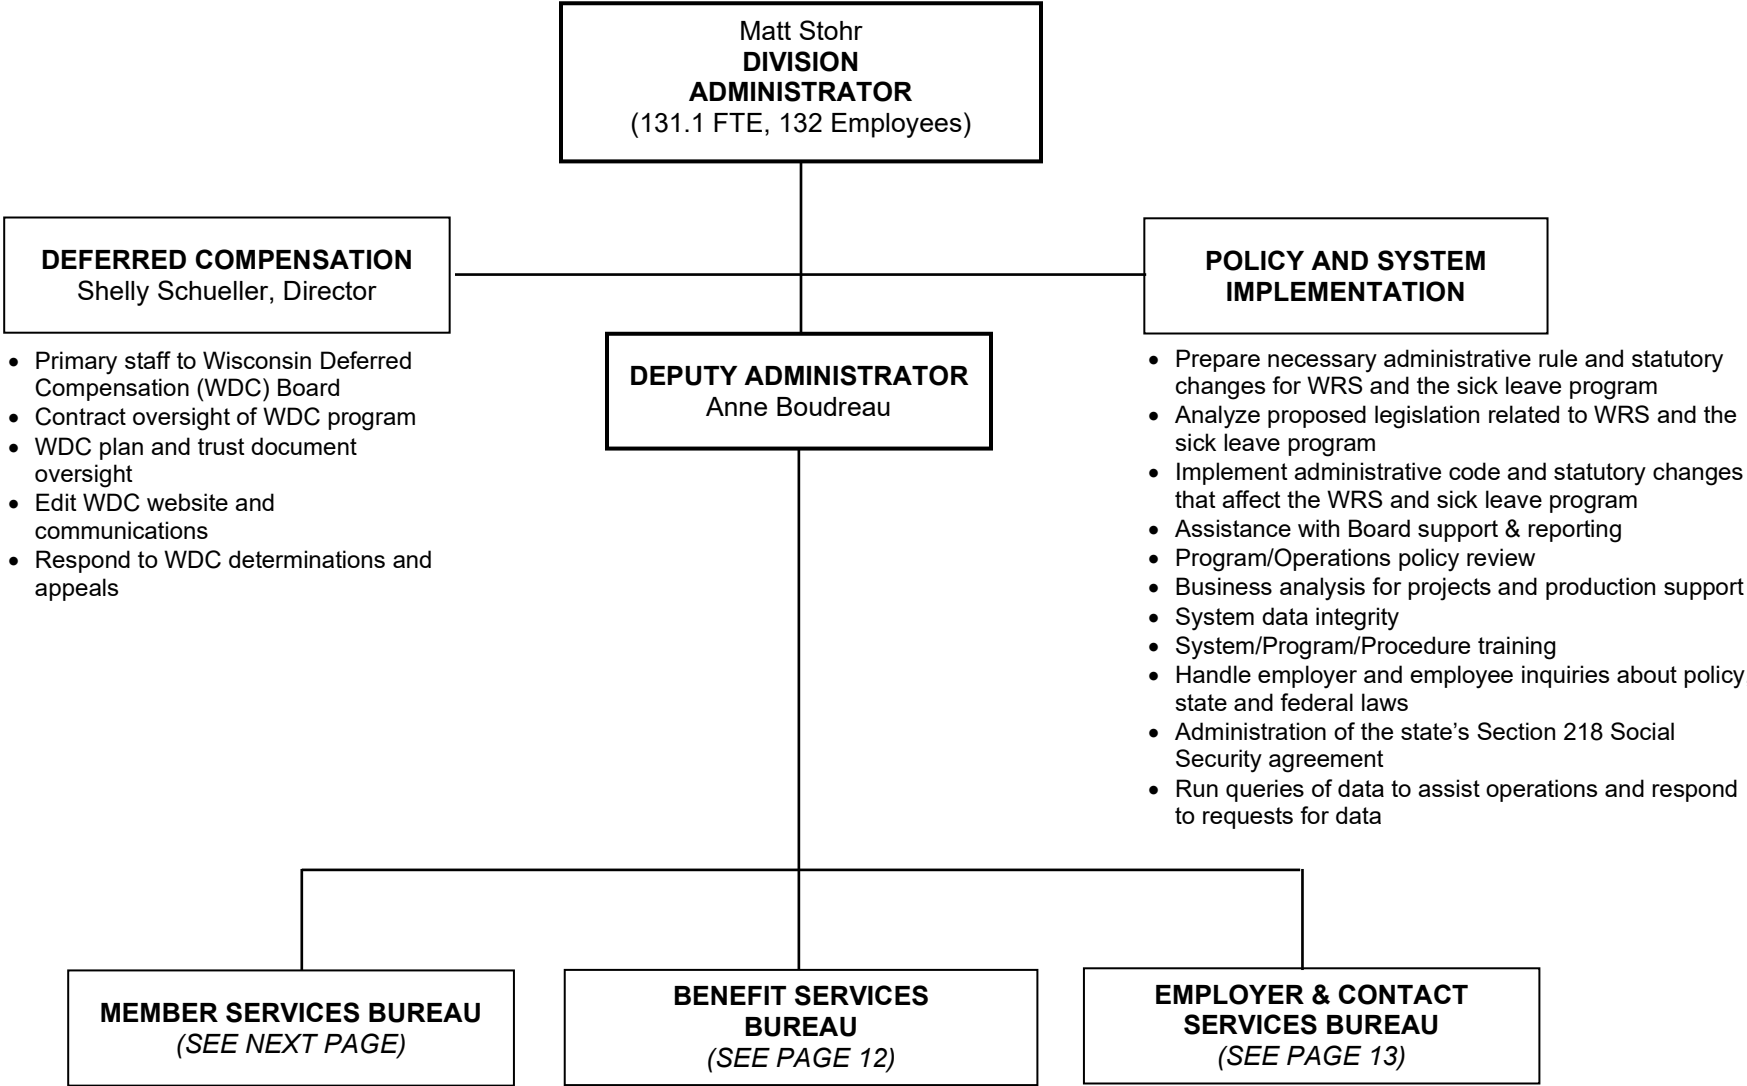 Matt Stohr
DIVISION
ADMINISTRATOR
(131.1 FTE, 132 Employees)
DEFERRED COMPENSATION
Shelly Schueller, Director
• Primary staff to Wisconsin Deferred
Compensation (WDC) Board
• Contract oversight of WDC program
• WDC plan and trust document
oversight
• Edit WDC website and
communications
• Respond to WDC determinations and
appeals
DEPUTY ADMINISTRATOR
Anne Boudreau
POLICY AND SYSTEM
IMPLEMENTATION
• Prepare necessary administrative rule and statutory
changes for WRS and the sick leave program
• Analyze proposed legislation related to WRS and the
sick leave program
• Implement administrative code and statutory changes
that affect the WRS and sick leave program
• Assistance with Board support & reporting
• Program/Operations policy review
• Business analysis for projects and production support
• System data integrity
• System/Program/Procedure training
• Handle employer and employee inquiries about policy
state and federal laws
• Administration of the state’s Section 218 Social
Security agreement
• Run queries of data to assist operations and respond
to requests for data
MEMBER SERVICES BUREAU
(SEE NEXT PAGE)
BENEFIT SERVICES
BUREAU
(SEE PAGE 12)
EMPLOYER & CONTACT
SERVICES BUREAU
(SEE PAGE 13)